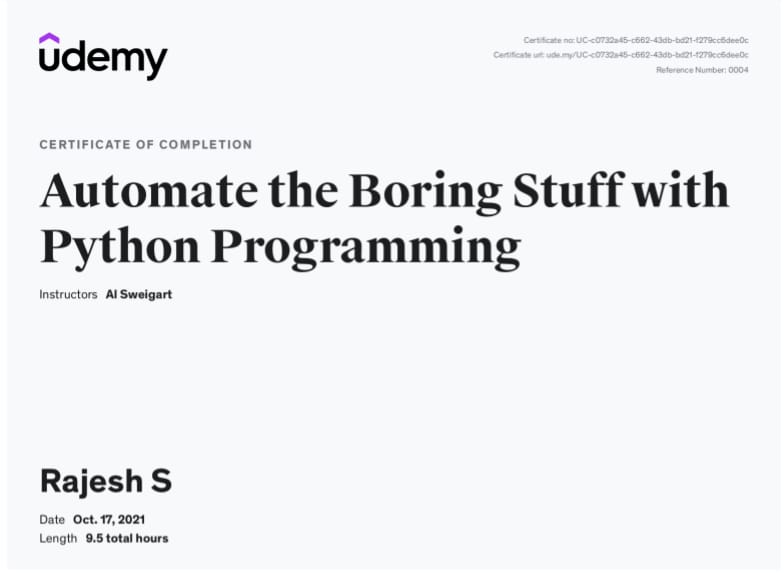 udemy
Certificate no: UC-c0732a45-c662-43db-bd21-f279cc6dee0c
Certificate url: ude.my/UC-c0732a45-c662-43db-bd21-f279cc6dee0c
Reference Number: 0004
CERTIFICATE OF COMPLETION
Automate the Boring Stuff with
Python Programming
Instructors Al Sweigart
Rajesh S
Date Oct. 17, 2021
Length 9.5 total hours